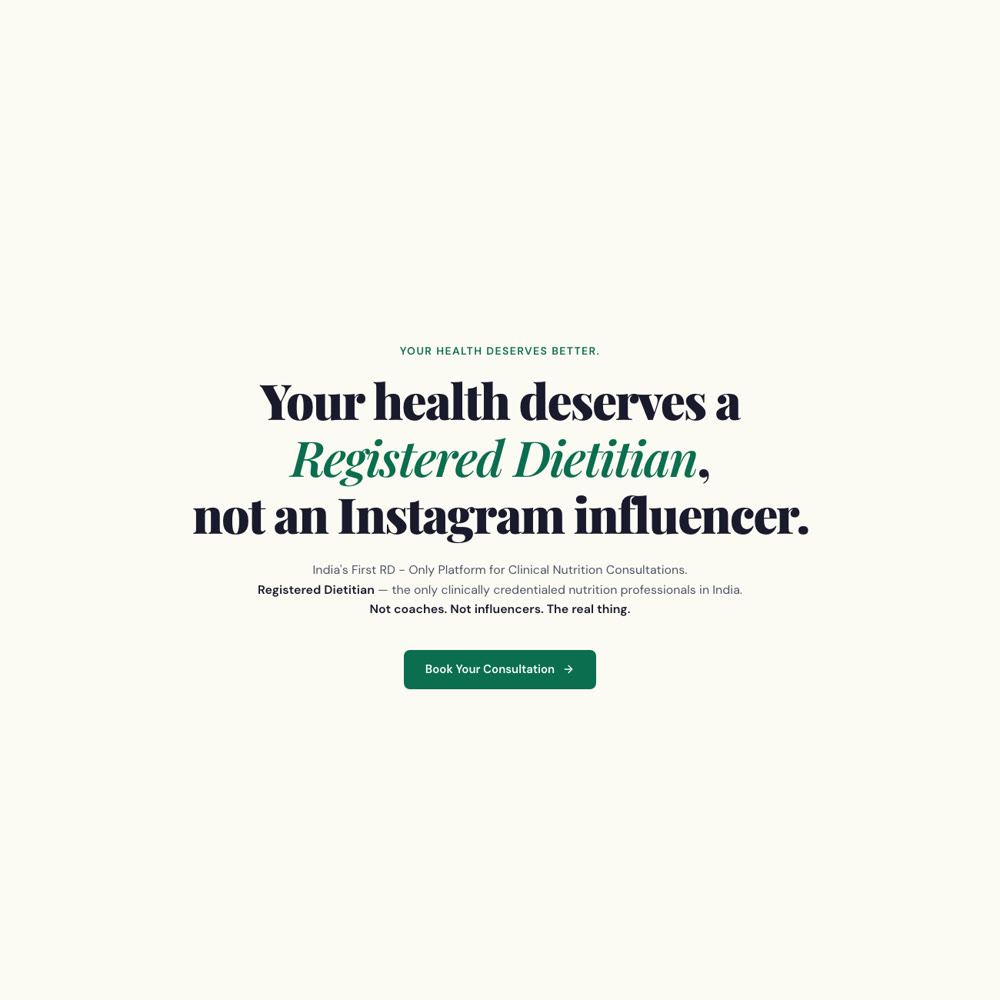 YOUR HEALTH DESERVES BETTER.
Your health deserves a
Registered Dietitian,
not an Instagram influencer.
India's First RD - Only Platform for Clinical Nutrition Consultations.
Registered Dietitian — the only clinically credentialed nutrition professionals in India.
Not coaches. Not influencers. The real thing.
Book Your Consultation →